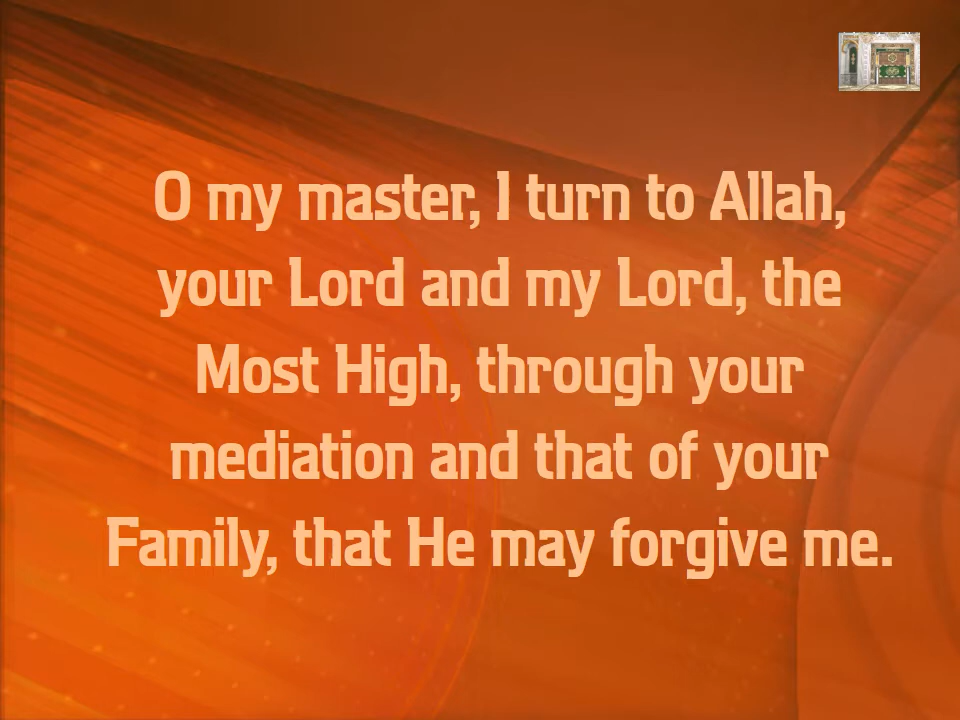 O my master, I turn to Allah,
your Lord and my Lord, the
Most High, through your
mediation and that of your
Family, that He may forgive me.